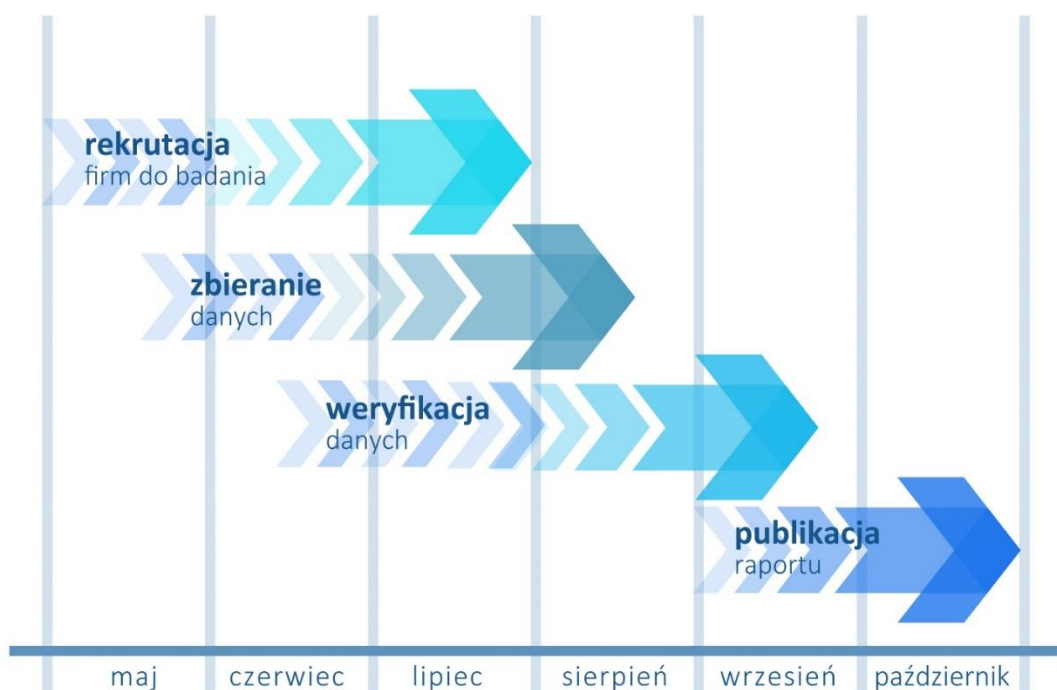 rekrutacja
firm do badania
zbieranie
danych
weryfikacja
danych
publikacja
raportu
maj czerwiec lipiec sierpień wrzesień październik